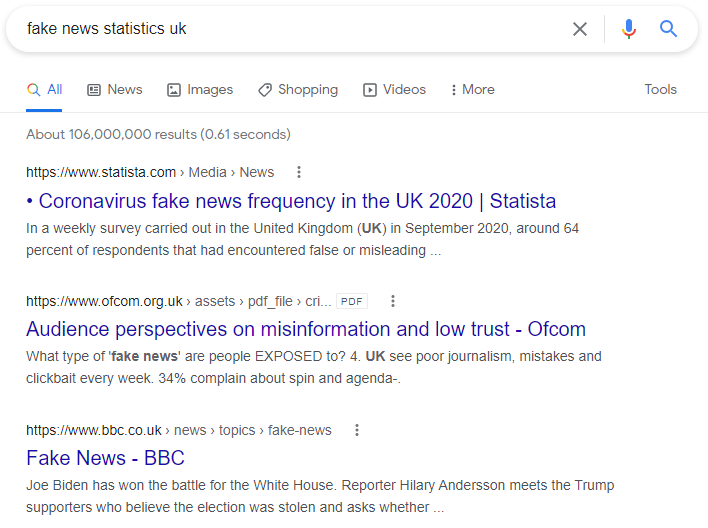 fake news statistics uk
All News Images Shopping Videos More Tools
About 106,000,000 results (0.61 seconds)
https://www.statista.com › Media › News
• Coronavirus fake news frequency in the UK 2020 | Statista
In a weekly survey carried out in the United Kingdom (UK) in September 2020, around 64
percent of respondents that had encountered false or misleading ...
https://www.ofcom.org.uk › assets › pdf_file › cri... PDF
Audience perspectives on misinformation and low trust - Ofcom
What type of 'fake news' are people EXPOSED to? 4. UK see poor journalism, mistakes and
clickbait every week. 34% complain about spin and agenda-.
https://www.bbc.co.uk › news › topics › fake-news
Fake News - BBC
Joe Biden has won the battle for the White House. Reporter Hilary Andersson meets the Trump
supporters who believe the election was stolen and asks whether ...